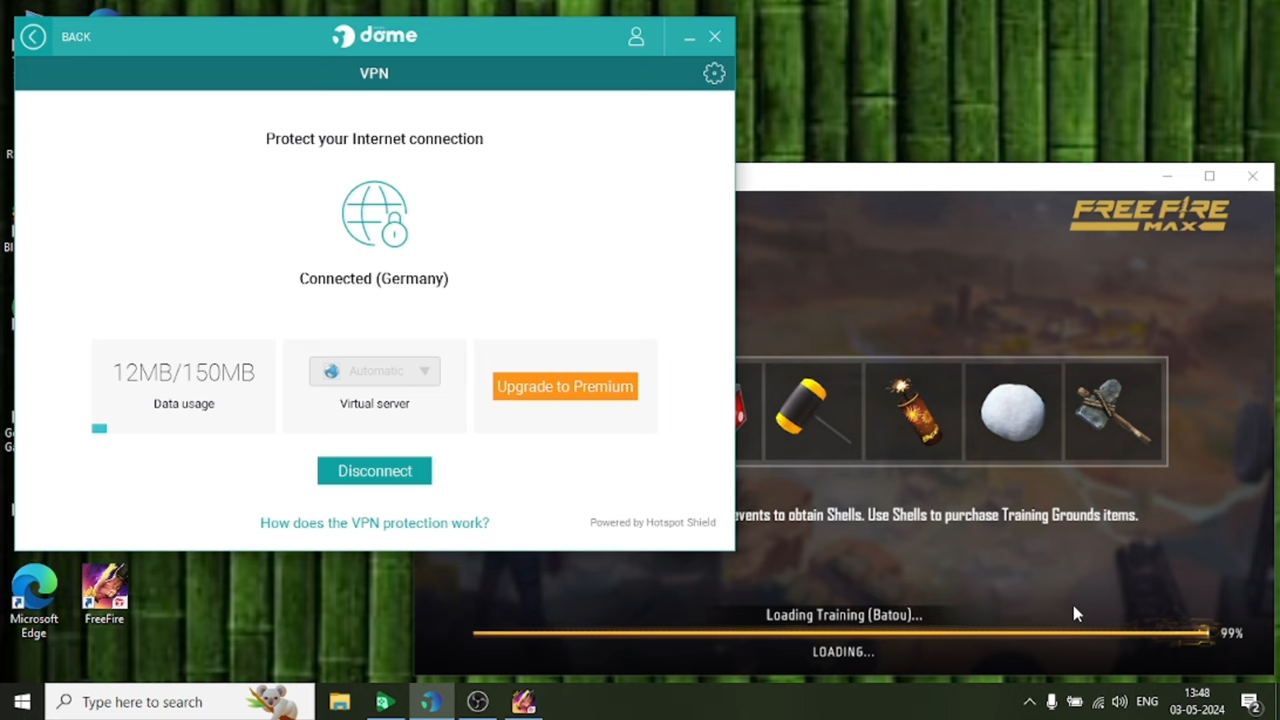 BACK
dome
VPN
Protect your Internet connection
Connected (Germany)
12MB/150MB
Data usage
Automatic
Virtual server
Upgrade to Premium
Disconnect
How does the VPN protection work?
Powered by Hotspot Shield
FREE FIRE
MAX
events to obtain Shells. Use Shells to purchase Training Grounds items.
Loading Training (Batou)...
99%
LOADING...
Microsoft
Edge
FreeFire
Type here to search
ENG
13:48
03-05-2024
2